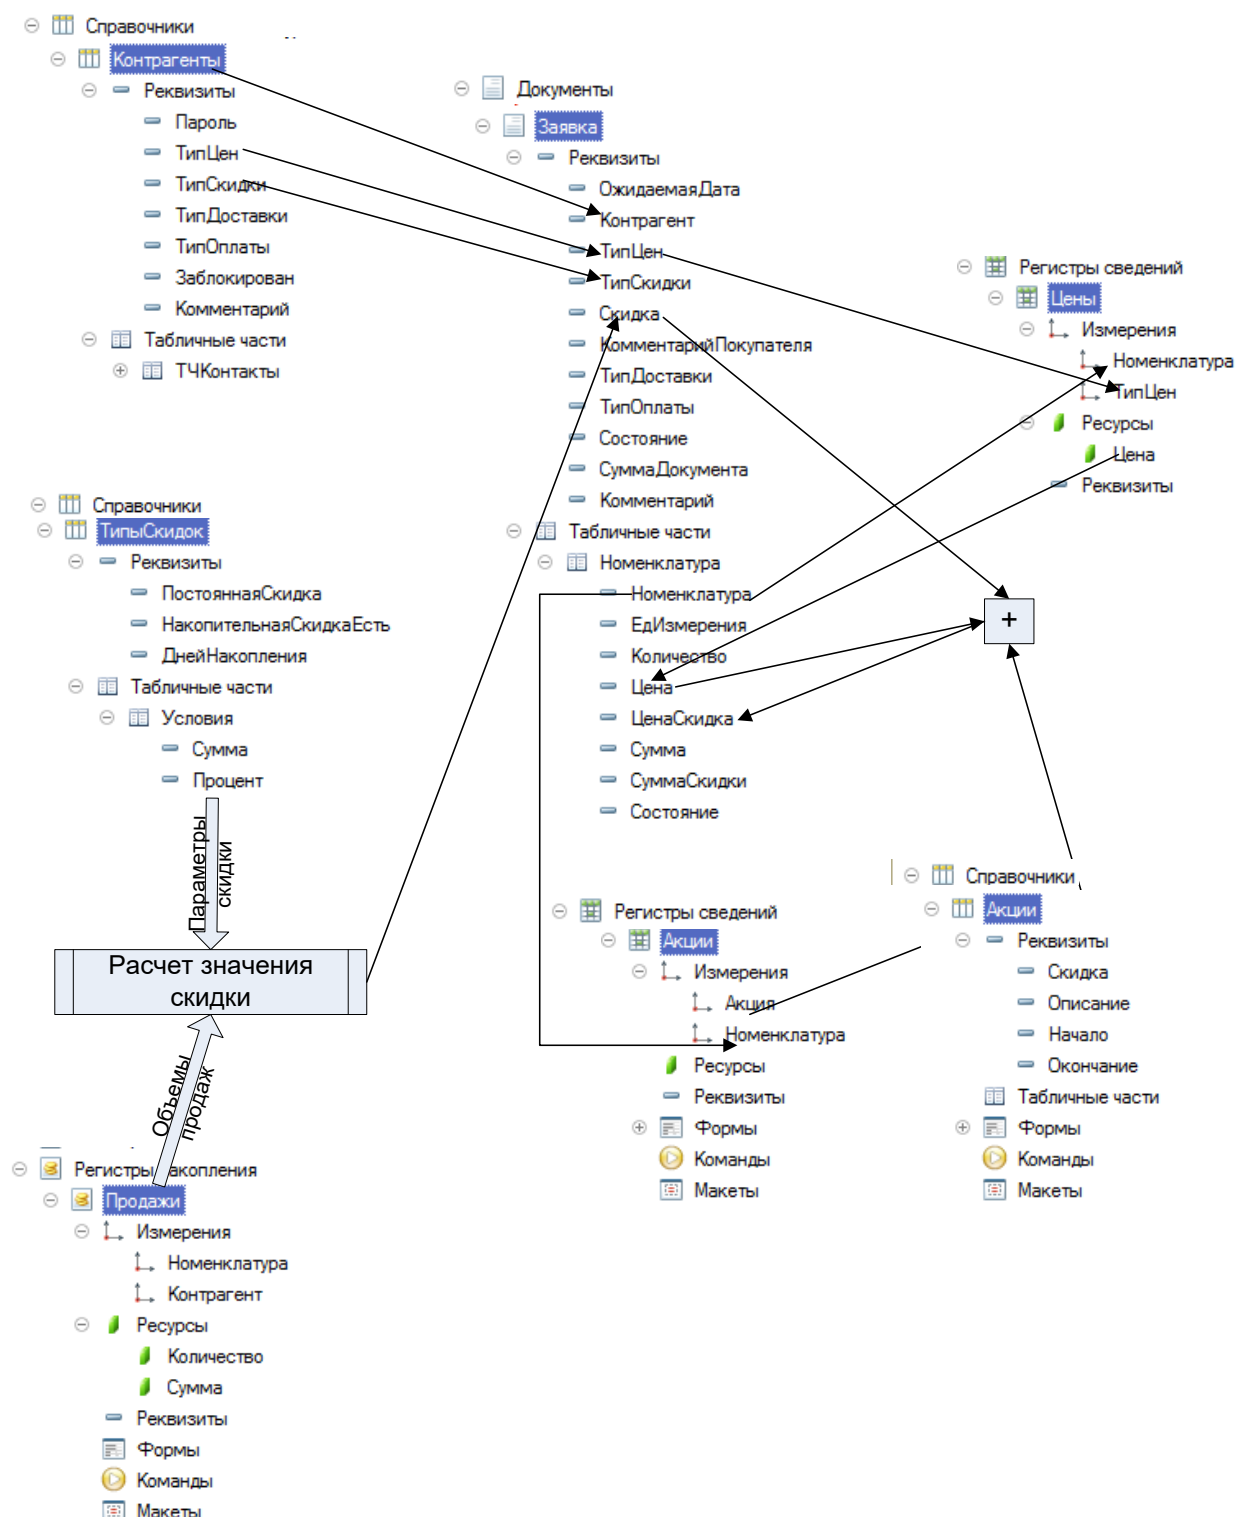 Справочники
Контрагенты
Реквизиты
Пароль
ТипЦен
ТипСкидки
ТипДоставки
ТипОплаты
Заблокирован
Комментарий
Табличные части
ТЧКонтакты
Документы
Заявка
Реквизиты
ОжидаемаяДата
Контрагент
ТипЦен
ТипСкидки
Скидка
КомментарийПокупателя
ТипДоставки
ТипОплаты
Состояние
СуммаДокумента
Комментарий
Табличные части
Номенклатура
Номенклатура
ЕдИзмерения
Количество
Цена
ЦенаСкидка
Сумма
СуммаСкидки
Состояние
Регистры сведений
Цены
Измерения
Номенклатура
ТипЦен
Ресурсы
Цена
Реквизиты
+
Справочники
ТипыСкидок
Реквизиты
ПостояннаяСкидка
НакопительнаяСкидкаЕсть
ДнейНакопления
Табличные части
Условия
Сумма
Процент
Параметры
скидки
Расчет значения
скидки
Объемы
продаж
Регистры накопления
Продажи
Измерения
Номенклатура
Контрагент
Ресурсы
Количество
Сумма
Реквизиты
Формы
Команды
Макеты
Регистры сведений
Акции
Измерения
Акция
Номенклатура
Ресурсы
Реквизиты
Формы
Команды
Макеты
Справочники
Акции
Реквизиты
Скидка
Описание
Начало
Окончание
Табличные части
Формы
Команды
Макеты